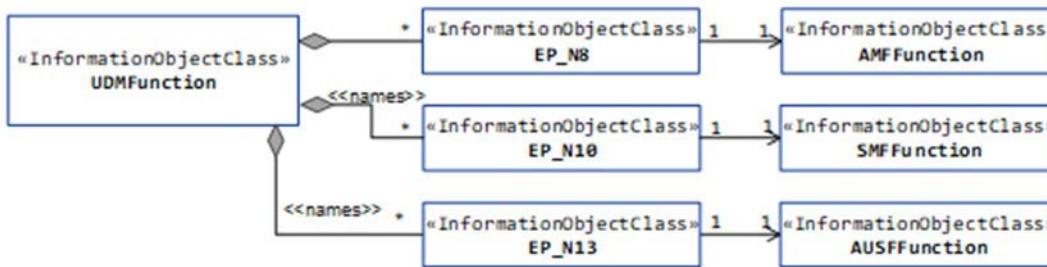 «InformationObjectClass»
UDMFunction
*
«InformationObjectClass»
EP_N8
1
1
«InformationObjectClass»
AMFFunction
<<names>>
*
«InformationObjectClass»
EP_N10
1
1
«InformationObjectClass»
SMFFunction
<<names>>
*
«InformationObjectClass»
EP_N13
1
1
«InformationObjectClass»
AUSFFunction